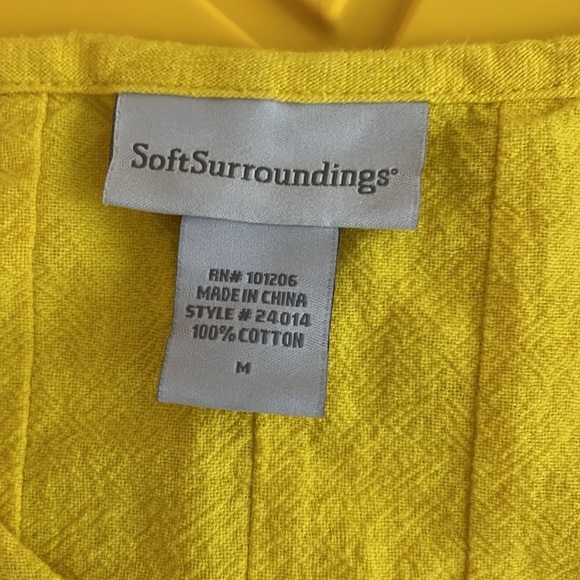 SoftSurroundings®
RN# 101206
MADE IN CHINA
STYLE # 24014
100% COTTON
M